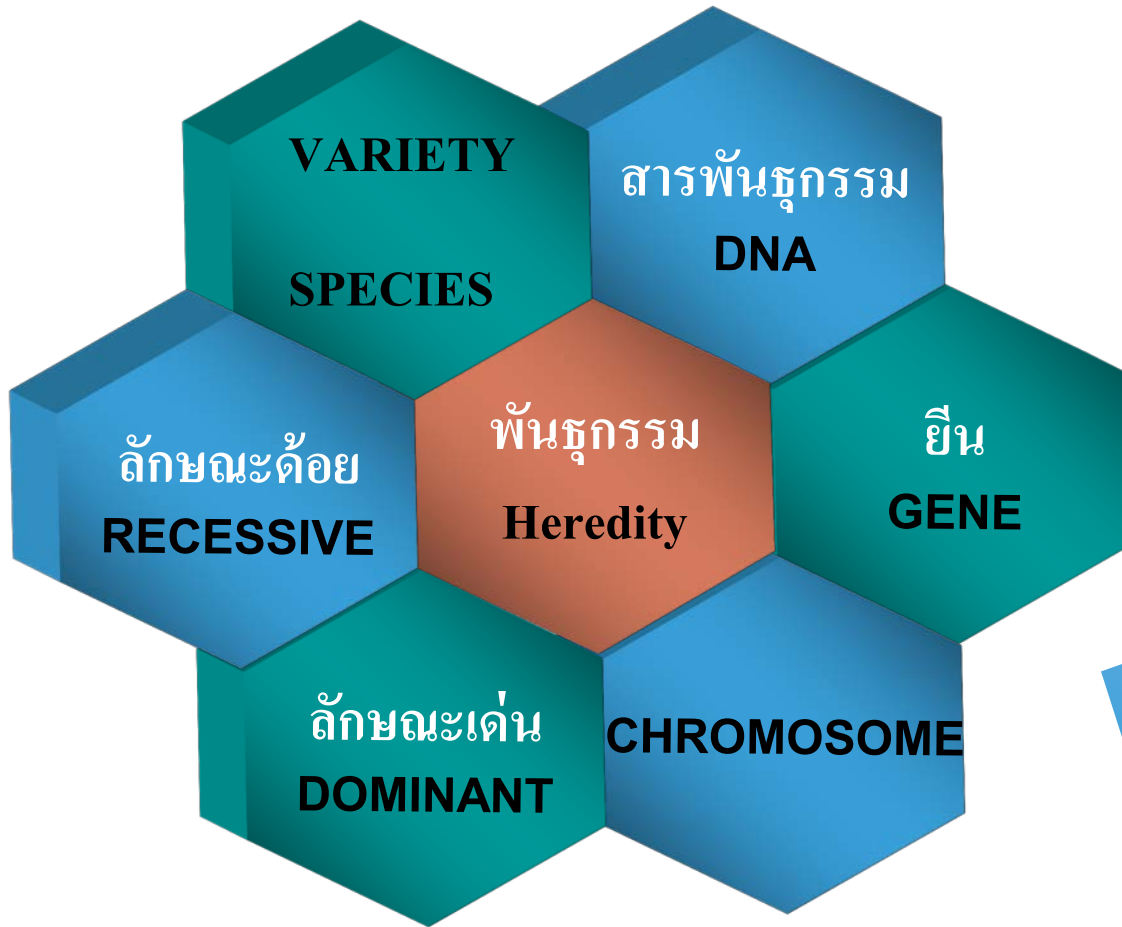 VARIETY
SPECIES
สารพันธุกรรม
DNA
ลักษณะด้อย
RECESSIVE
พันธุกรรม
Heredity
ยีน
GENE
ลักษณะเด่น
DOMINANT
CHROMOSOME